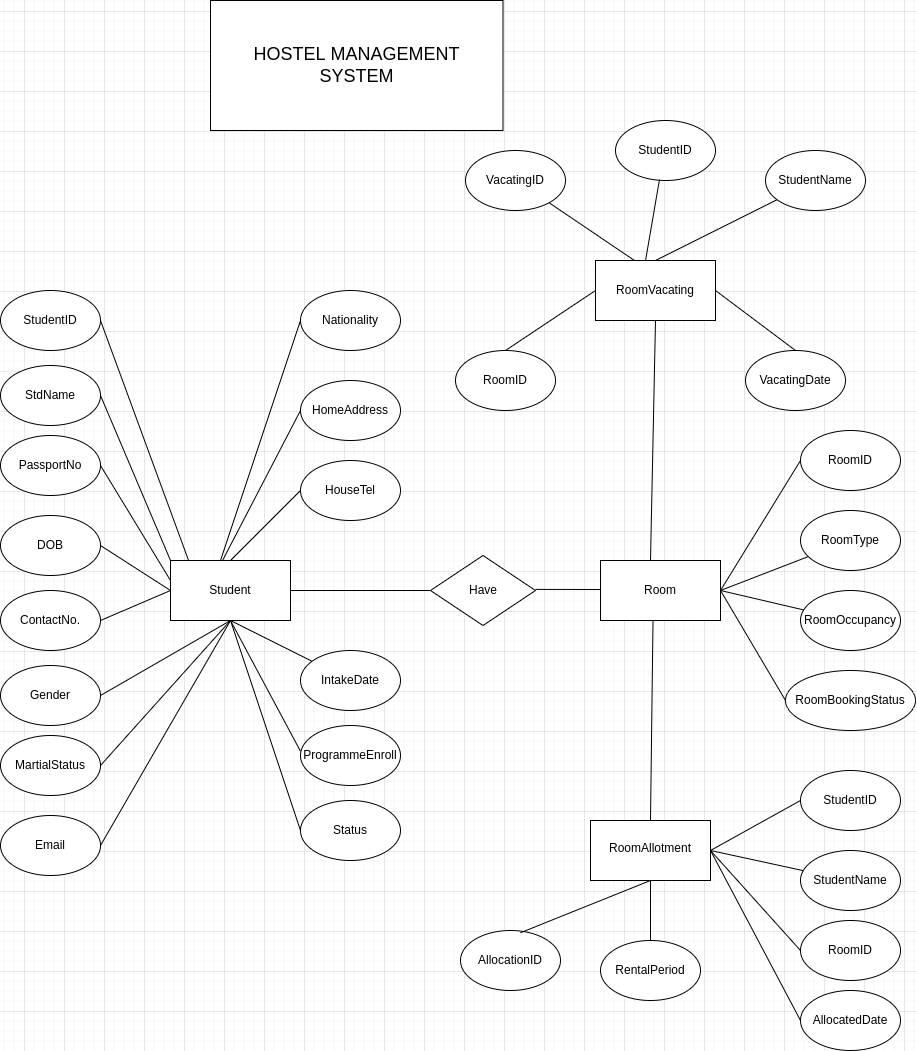 HOSTEL MANAGEMENT
SYSTEM
StudentID
VacatingID
StudentName
RoomVacating
RoomID
VacatingDate
StudentID
StdName
PassportNo
DOB
ContactNo.
Gender
MartialStatus
Email
Nationality
HomeAddress
HouseTel
Student
Have
Room
IntakeDate
ProgrammeEnroll
Status
RoomID
RoomType
RoomOccupancy
RoomBookingStatus
RoomAllotment
StudentID
StudentName
RoomID
AllocatedDate
AllocationID
RentalPeriod